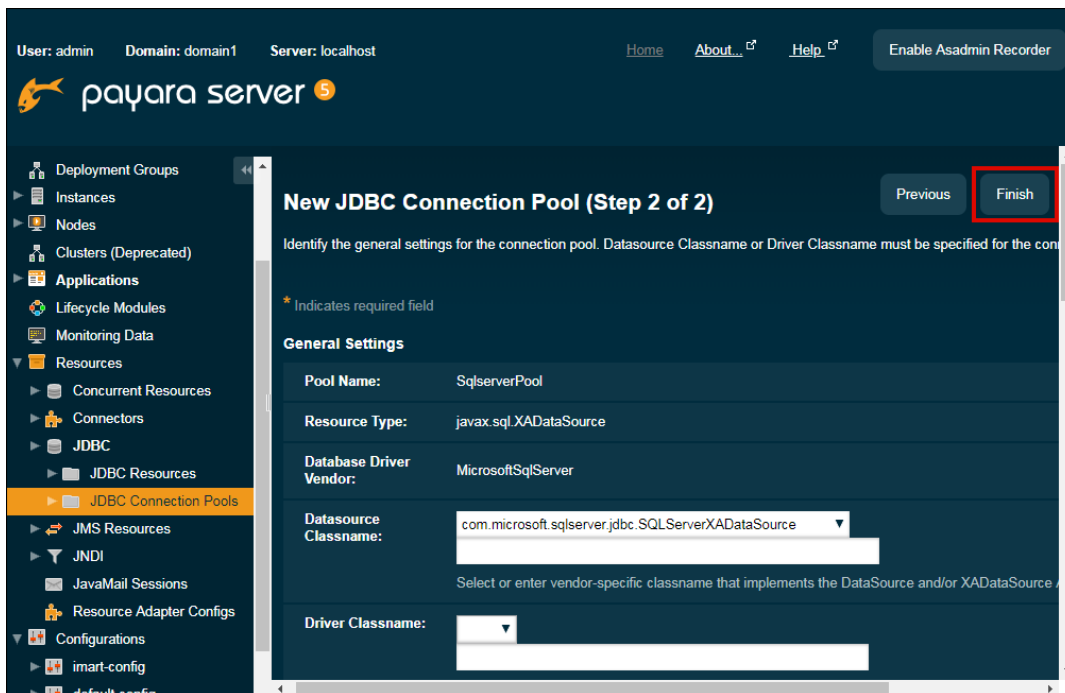 User: admin Domain: domain1 Server: localhost Home About... Help Enable Asadmin Recorder
payara server 5
Deployment Groups
Instances
Nodes
Clusters (Deprecated)
Applications
Lifecycle Modules
Monitoring Data
Resources
Concurrent Resources
Connectors
JDBC
JDBC Resources
JDBC Connection Pools
JMS Resources
JNDI
JavaMail Sessions
Resource Adapter Configs
Configurations
imart-config
default-config
New JDBC Connection Pool (Step 2 of 2) Previous Finish
Identify the general settings for the connection pool. Datasource Classname or Driver Classname must be specified for the
* Indicates required field
General Settings
Pool Name: SqlserverPool
Resource Type: javax.sql.XADataSource
Database Driver
Vendor: MicrosoftSqlServer
Datasource
Classname: com.microsoft.sqlserver.jdbc.SQLServerXADataSource
Select or enter vendor-specific classname that implements the DataSource and/or XADataSource
Driver Classname: